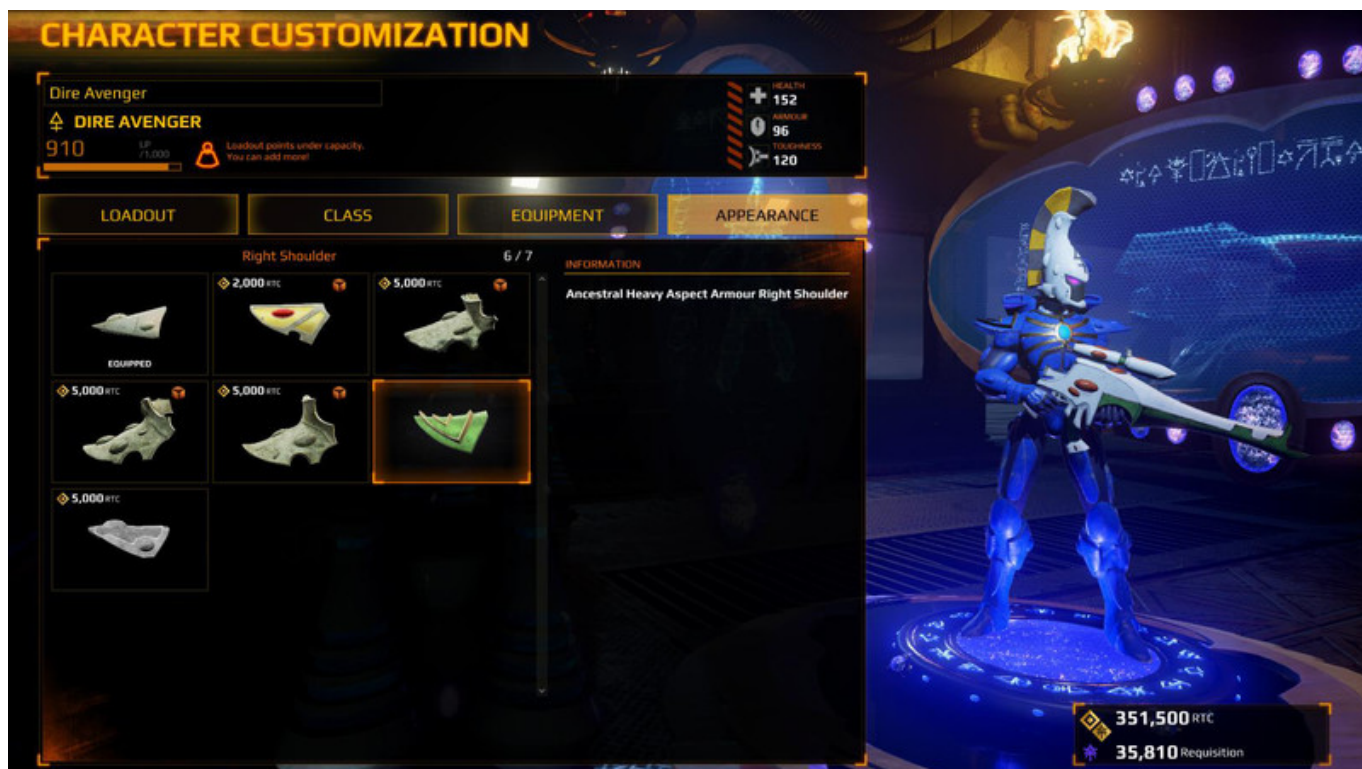 CHARACTER CUSTOMIZATION
Dire Avenger
DIRE AVENGER
910 LP /1,000
Loadout points under capacity.
You can add more!
HEALTH
152
ARMOUR
96
TOUGHNESS
120
LOADOUT CLASS EQUIPMENT APPEARANCE
Right Shoulder 6 / 7
EQUIPPED
2,000 RTC
5,000 RTC
5,000 RTC
5,000 RTC
5,000 RTC
INFORMATION
Ancestral Heavy Aspect Armour Right Shoulder
351,500 RTC
35,810 Requisition